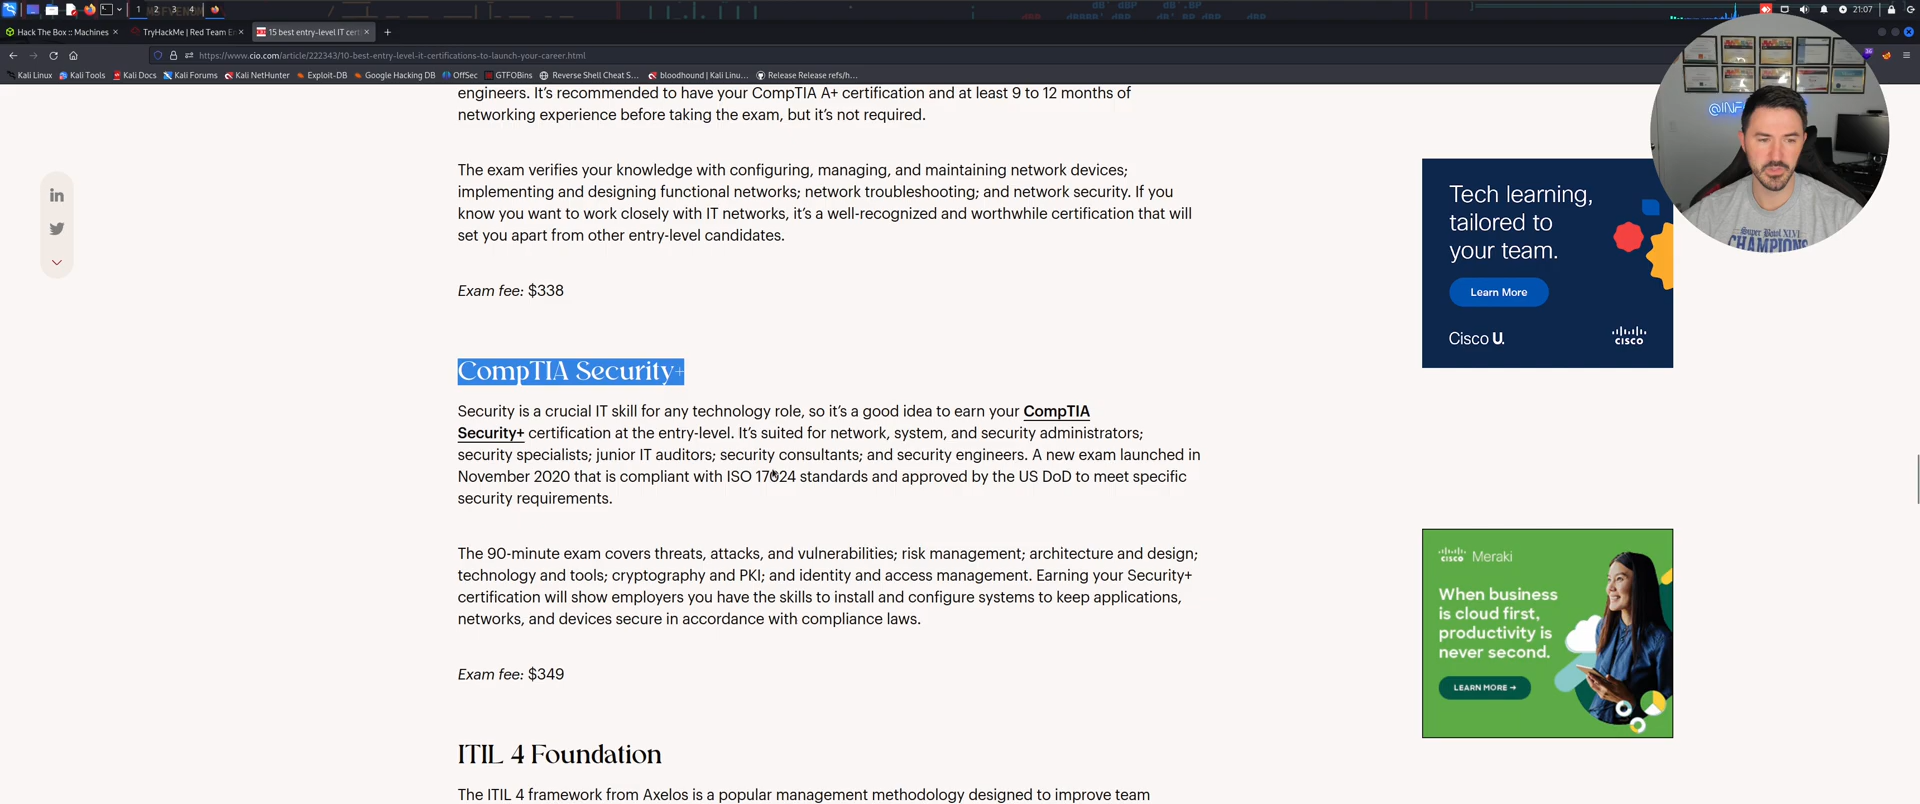 1 2 3 4
21:07
Hack The Box :: Machines
TryHackMe | Red Team E
15 best entry-level IT cert
https://www.cio.com/article/222343/10-best-entry-level-it-certifications-to-launch-your-career.html
Kali Linux Kali Tools Kali Docs Kali Forums Kali NetHunter Exploit-DB Google Hacking DB OffSec GTFOBins Reverse Shell Cheat S... bloodhound | Kali Linu... Release Release refs/h...
engineers. It's recommended to have your CompTIA A+ certification and at least 9 to 12 months of
networking experience before taking the exam, but it's not required.
The exam verifies your knowledge with configuring, managing, and maintaining network devices;
implementing and designing functional networks; network troubleshooting; and network security. If you
know you want to work closely with IT networks, it's a well-recognized and worthwhile certification that will
set you apart from other entry-level candidates.
Exam fee: $338
CompTIA Security+
Security is a crucial IT skill for any technology role, so it's a good idea to earn your CompTIA
Security+ certification at the entry-level. It's suited for network, system, and security administrators;
security specialists; junior IT auditors; security consultants; and security engineers. A new exam launched in
November 2020 that is compliant with ISO 17024 standards and approved by the US DoD to meet specific
security requirements.
The 90-minute exam covers threats, attacks, and vulnerabilities; risk management; architecture and design;
technology and tools; cryptography and PKI; and identity and access management. Earning your Security+
certification will show employers you have the skills to install and configure systems to keep applications,
networks, and devices secure in accordance with compliance laws.
Exam fee: $349
ITIL 4 Foundation
The ITIL 4 framework from Axelos is a popular management methodology designed to improve team
@INF
Super Bowl XLVI
CHAMPIONS
Tech learning,
tailored to
your team.
Learn More
Cisco U.
CISCO
CISCO Meraki
When business
is cloud first,
productivity is
never second.
LEARN MORE →